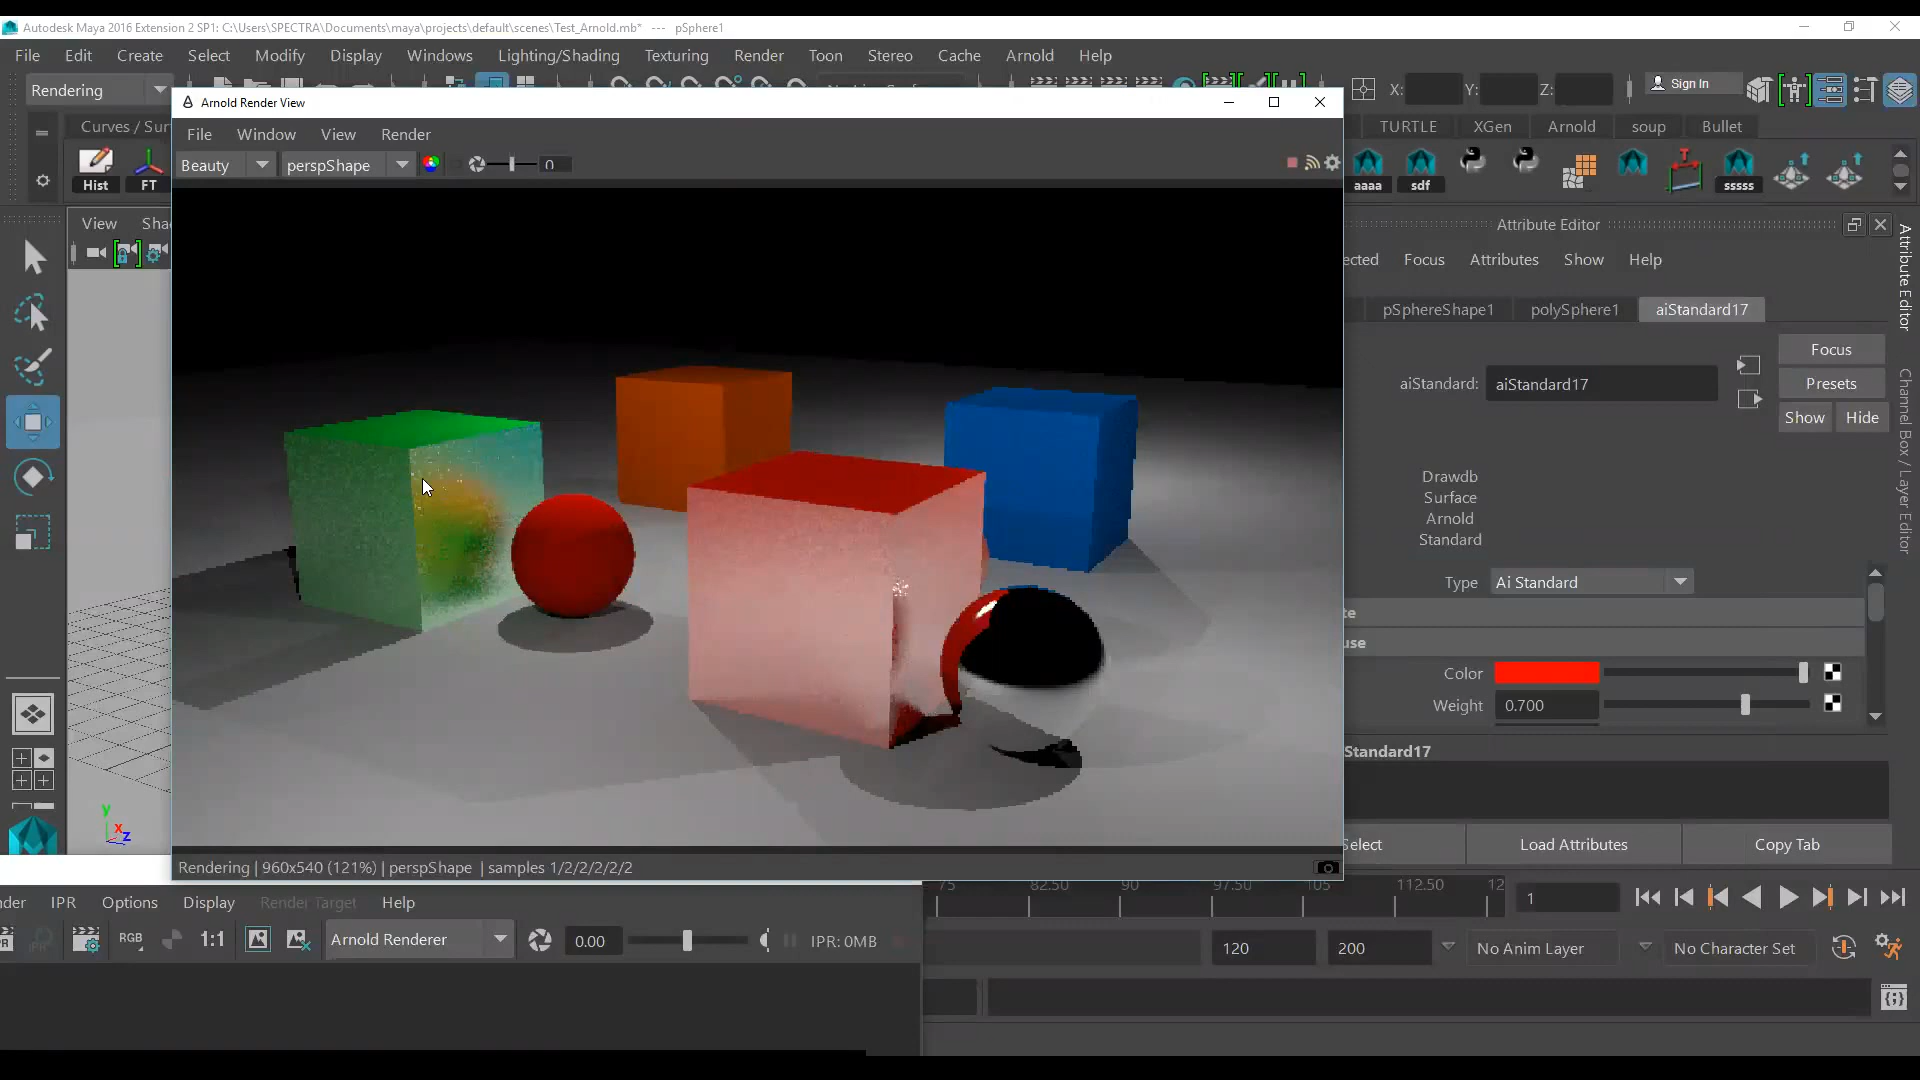 Autodesk Maya 2016 Extension 2 SP1: C:\Users\SPECTRA\Documents\maya\projects\default\scenes\Test_Arnold.mb* --- pSphere1
File Edit Create Select Modify Display Windows Lighting/Shading Texturing Render Toon Stereo Cache Arnold Help
Rendering X: Y: Z: Sign In
Arnold Render View
Curves / Sur TURTLE XGen Arnold soup Bullet
File Window View Render
Beauty perspShape 0
Hist FT aaaa sdf sssss
View Sha
Attribute Editor
ected Focus Attributes Show Help
pSphereShape1 polySphere1 aiStandard17
Focus
aiStandard: aiStandard17 Presets
Show Hide
Drawdb
Surface
Arnold
Standard
Type Ai Standard
te
use
Color
Weight 0.700
Standard17
Select Load Attributes Copy Tab
Attribute Editor
Channel Box / Layer Editor
y x z
Rendering | 960x540 (121%) | perspShape | samples 1/2/2/2/2/2
75 82.50 90 97.50 105 112.50 12 1
der IPR Options Display Render Target Help
RGB 1:1 Arnold Renderer 0.00 IPR: 0MB
120 200 No Anim Layer No Character Set